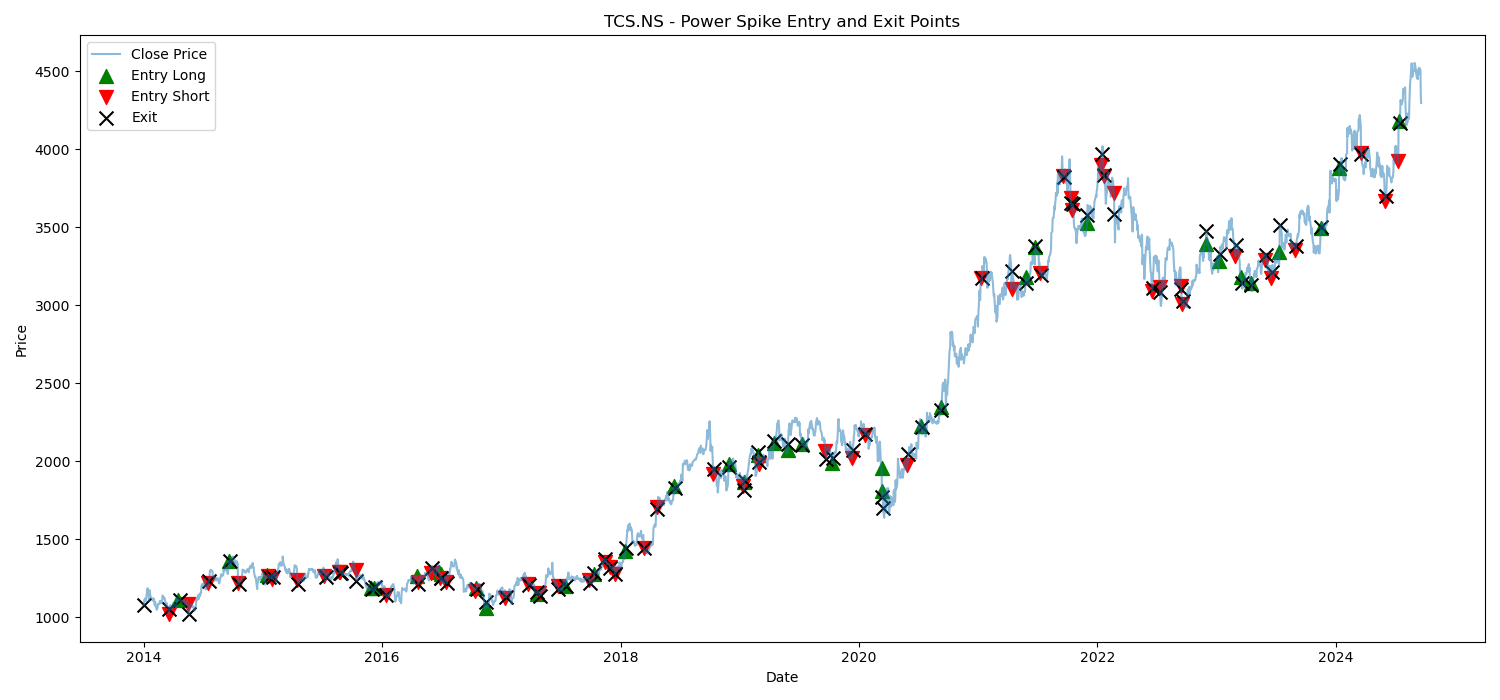 TCS.NS - Power Spike Entry and Exit Points
Close Price
Entry Long
Entry Short
Exit
Price
4500
4000
3500
3000
2500
2000
1500
1000
2014
2016
2018
2020
2022
2024
Date